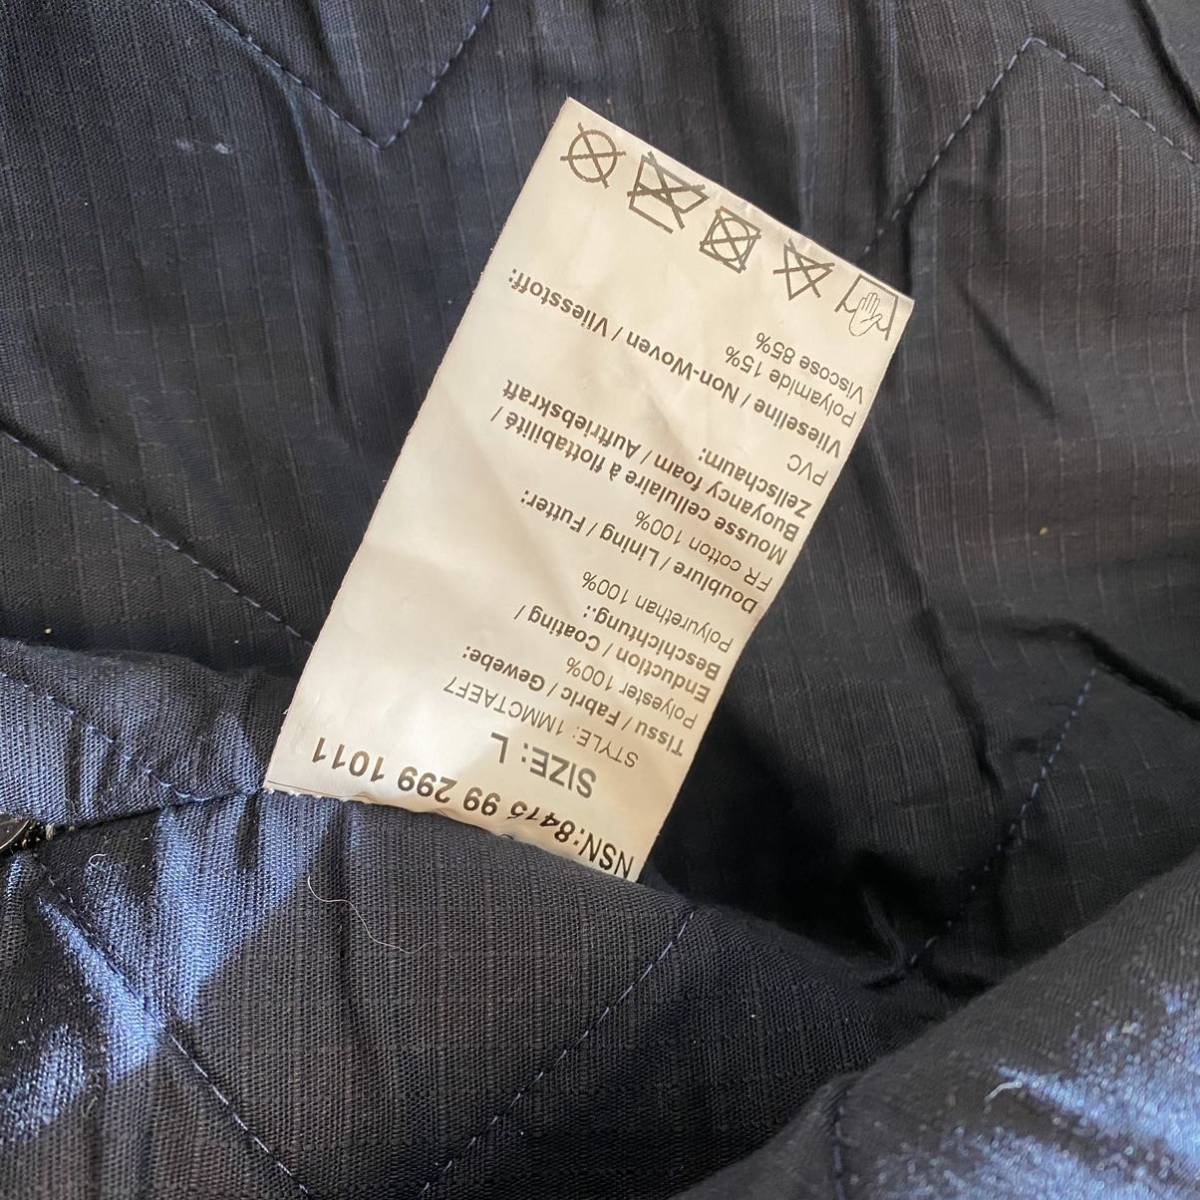 NSN:8415 99 299 1011
SIZE: L
STYLE: 1MMCTAEF7
Tissu / Fabric / Gewebe:
Polyester 100%
Enduction / Coating /
Beschichtung.:
Polyurethan 100%
Doublure / Lining / Futter:
FR cotton 100%
Mousse cellulaire à flottabilité /
Buoyancy foam / Auftriebskraft
Zellschaum:
PVC
Vlieseline / Non-Woven / Vliesstoff:
Polyamide 15%
Viscose 85%